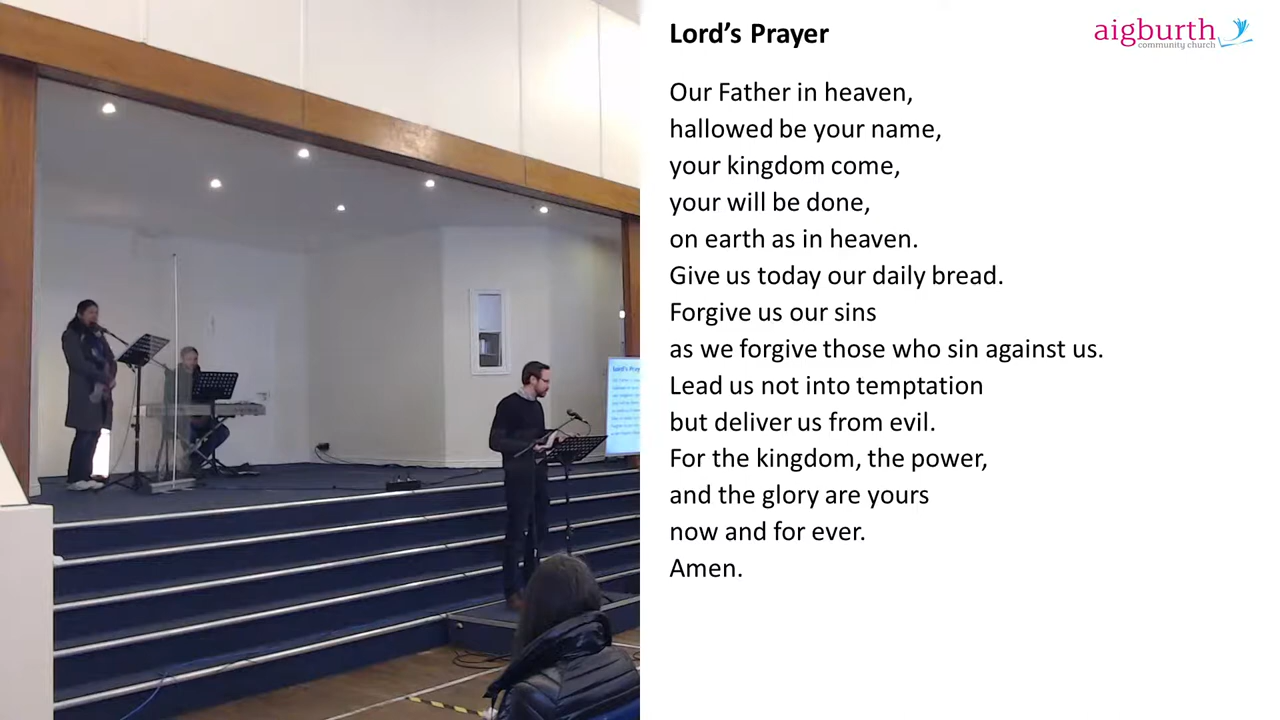 Lord's Prayer
aigburth
community church
Our Father in heaven,
hallowed be your name,
your kingdom come,
your will be done,
on earth as in heaven.
Give us today our daily bread.
Forgive us our sins
as we forgive those who sin against us.
Lead us not into temptation
but deliver us from evil.
For the kingdom, the power,
and the glory are yours
now and for ever.
Amen.